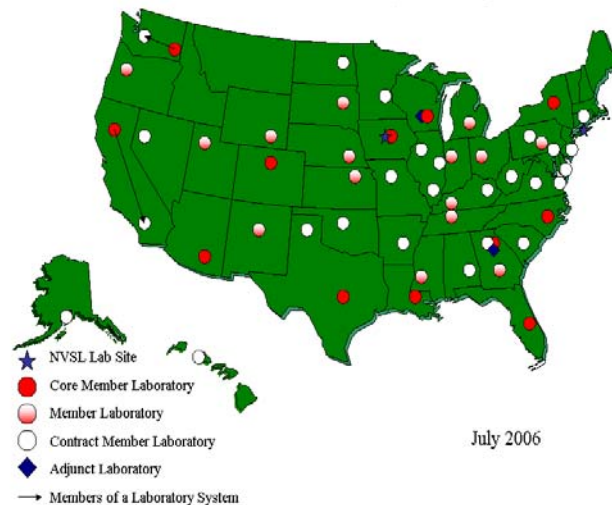 NVSL Lab Site
Core Member Laboratory
Member Laboratory
Contract Member Laboratory
July 2006
Adjunct Laboratory
Members of a Laboratory System